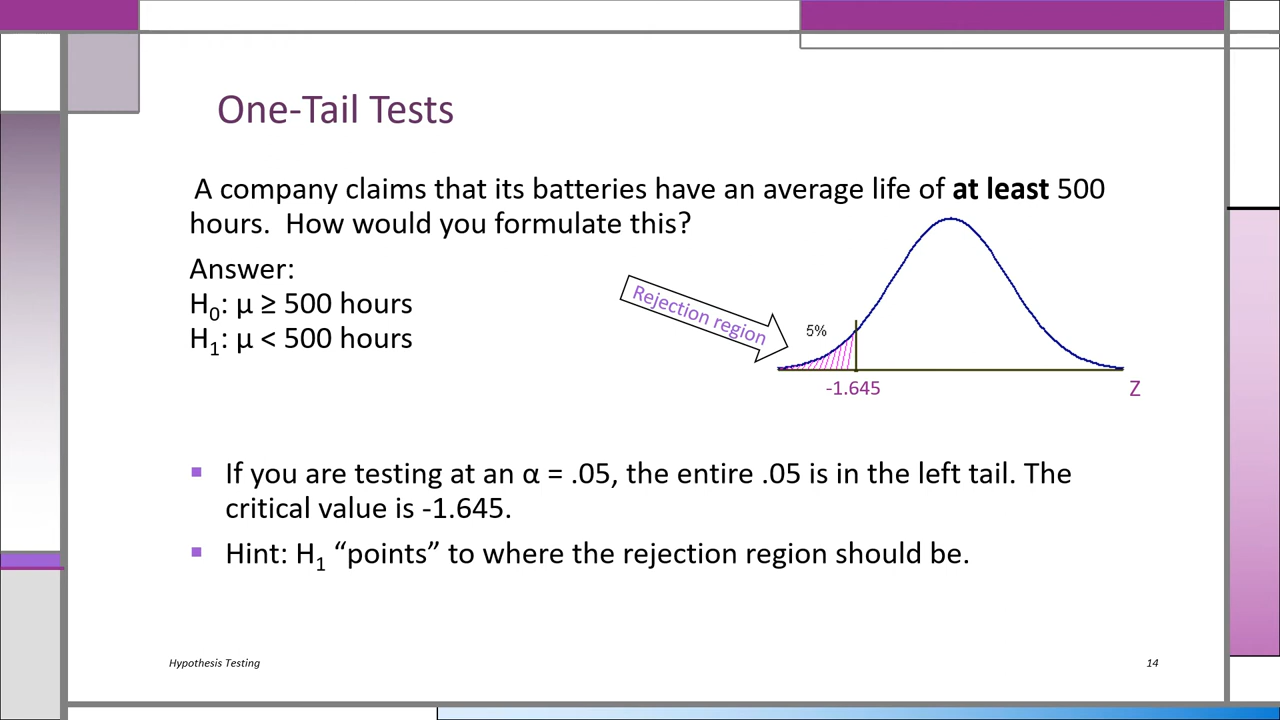 One-Tail Tests
A company claims that its batteries have an average life of at least 500
hours.  How would you formulate this?
Answer:
H₀: μ ≥ 500 hours
H₁: μ < 500 hours
Rejection region
5%
-1.645
Z
▪ If you are testing at an α = .05, the entire .05 is in the left tail. The
critical value is -1.645.
▪ Hint: H₁ “points” to where the rejection region should be.
Hypothesis Testing
14